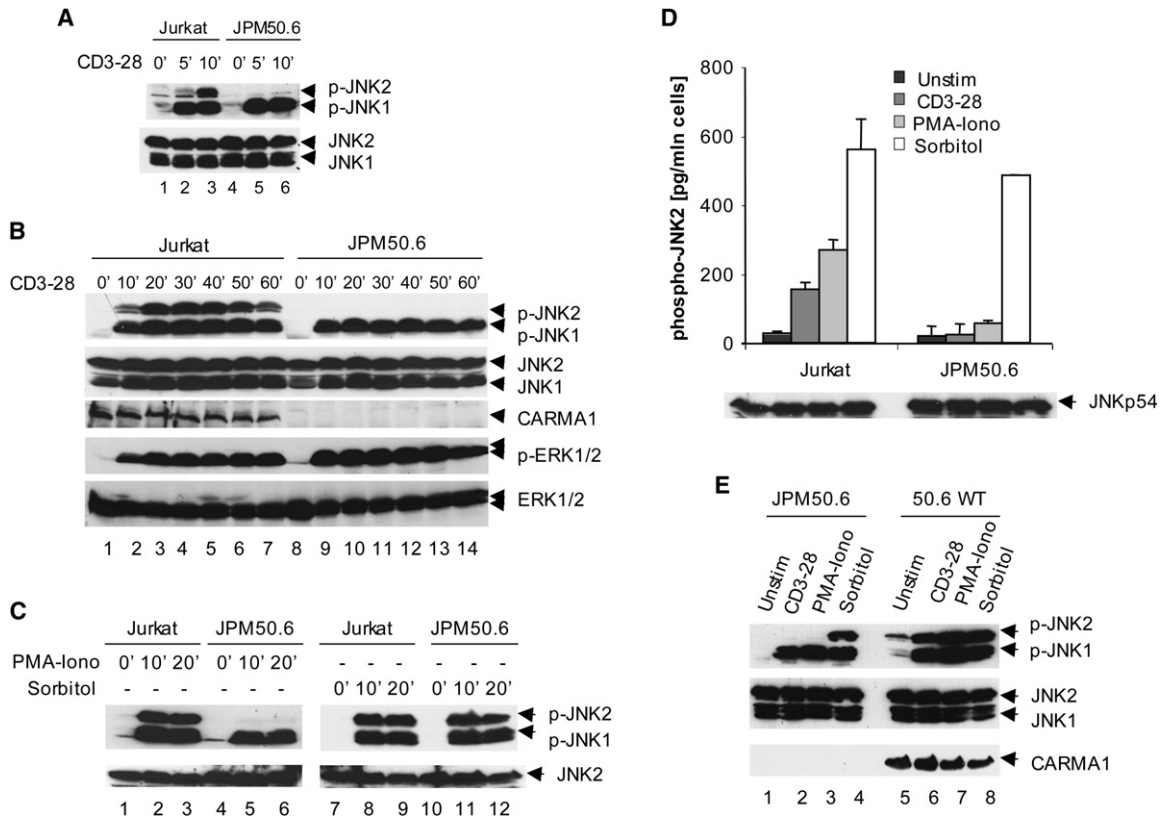 A
Jurkat JPM50.6
CD3-28 0' 5' 10' 0' 5' 10'
p-JNK2
p-JNK1
JNK2
JNK1
1 2 3 4 5 6
B
Jurkat JPM50.6
CD3-28 0' 10' 20' 30' 40' 50' 60' 0' 10' 20' 30' 40' 50' 60'
p-JNK2
p-JNK1
JNK2
JNK1
CARMA1
p-ERK1/2
ERK1/2
1 2 3 4 5 6 7 8 9 10 11 12 13 14
C
Jurkat JPM50.6 Jurkat JPM50.6
PMA-Iono 0' 10' 20' 0' 10' 20' - - - - - -
Sorbitol - - - - - - 0' 10' 20' 0' 10' 20'
p-JNK2
p-JNK1
JNK2
1 2 3 4 5 6 7 8 9 10 11 12
D
phospho-JNK2 [pg/mln cells]
800
600
400
200
0
Unstim
CD3-28
PMA-Iono
Sorbitol
Jurkat JPM50.6
JNKp54
E
JPM50.6 50.6 WT
Unstim CD3-28 PMA-Iono Sorbitol Unstim CD3-28 PMA-Iono Sorbitol
p-JNK2
p-JNK1
JNK2
JNK1
CARMA1
1 2 3 4 5 6 7 8